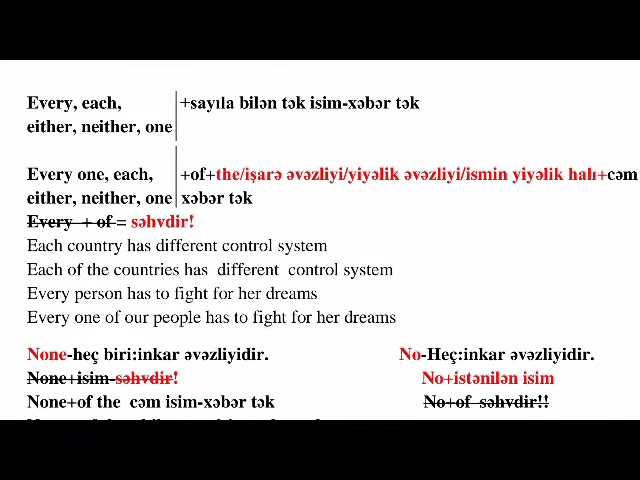 Every, each, +sayıla bilən tək isim-xəbər tək
either, neither, one
Every one, each, +of+the/işarə əvəzliyi/yiyəlik əvəzliyi/ismin yiyəlik halı+cəm
either, neither, one xəbər tək
Every + of = səhvdir!
Each country has different control system
Each of the countries has different control system
Every person has to fight for her dreams
Every one of our people has to fight for her dreams
None-heç biri:inkar əvəzliyidir. No-Heç:inkar əvəzliyidir.
None+isim-səhvdir! No+istənilən isim
None+of the cəm isim-xəbər tək No+of səhvdir!!